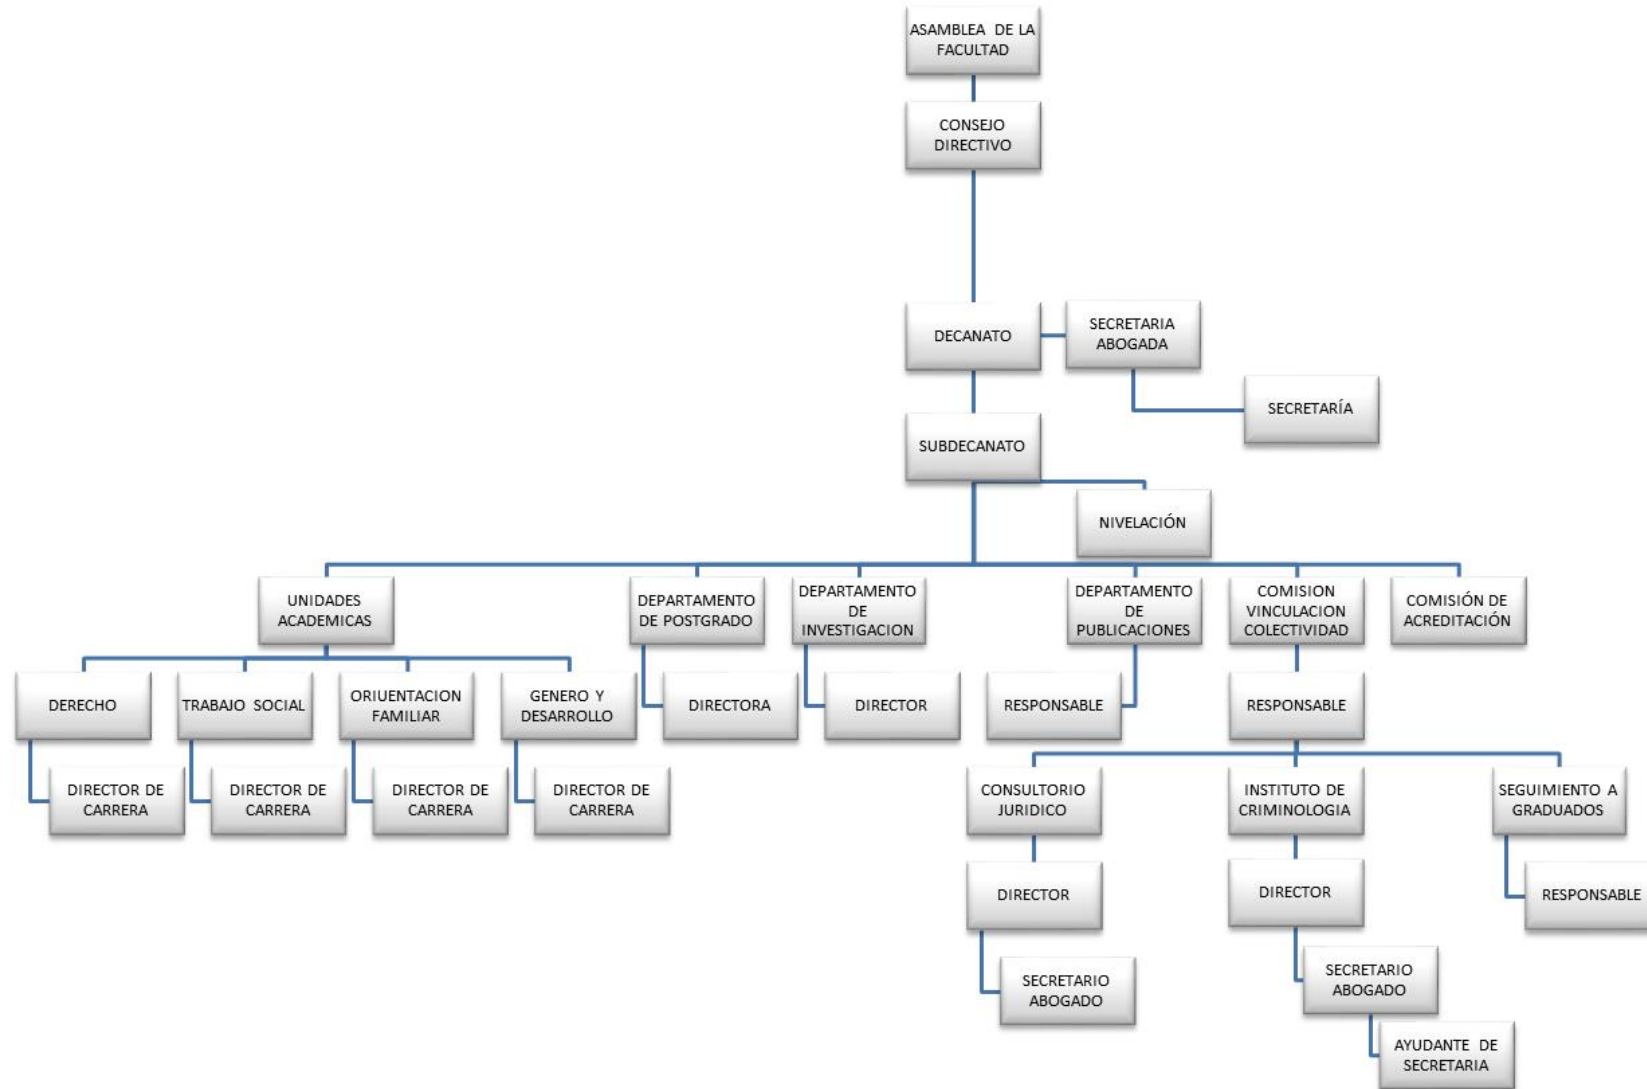 ASAMBLEA DE LA
FACULTAD
CONSEJO
DIRECTIVO
DECANATO
SECRETARIA
ABOGADA
SECRETARÍA
SUBDECANATO
NIVELACIÓN
UNIDADES
ACADEMICAS
DEPARTAMENTO
DE POSTGRADO
DEPARTAMENTO
DE
INVESTIGACION
DEPARTAMENTO
DE
PUBLICACIONES
COMISION
VINCULACION
COLECTIVIDAD
COMISIÓN DE
ACREDITACIÓN
DERECHO
TRABAJO SOCIAL
ORIUENTACION
FAMILIAR
GENERO Y
DESARROLLO
DIRECTORA
DIRECTOR
RESPONSABLE
RESPONSABLE
DIRECTOR DE
CARRERA
DIRECTOR DE
CARRERA
DIRECTOR DE
CARRERA
DIRECTOR DE
CARRERA
CONSULTORIO
JURIDICO
INSTITUTO DE
CRIMINOLOGIA
SEGUIMIENTO A
GRADUADOS
DIRECTOR
DIRECTOR
RESPONSABLE
SECRETARIO
ABOGADO
SECRETARIO
ABOGADO
AYUDANTE DE
SECRETARIA